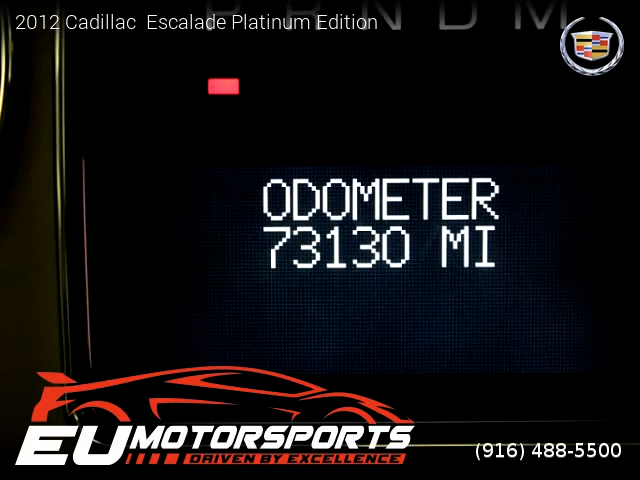 2012 Cadillac  Escalade Platinum Edition
R N D M
ODOMETER
73130 MI
EU MOTORSPORTS
DRIVEN BY EXCELLENCE
(916) 488-5500